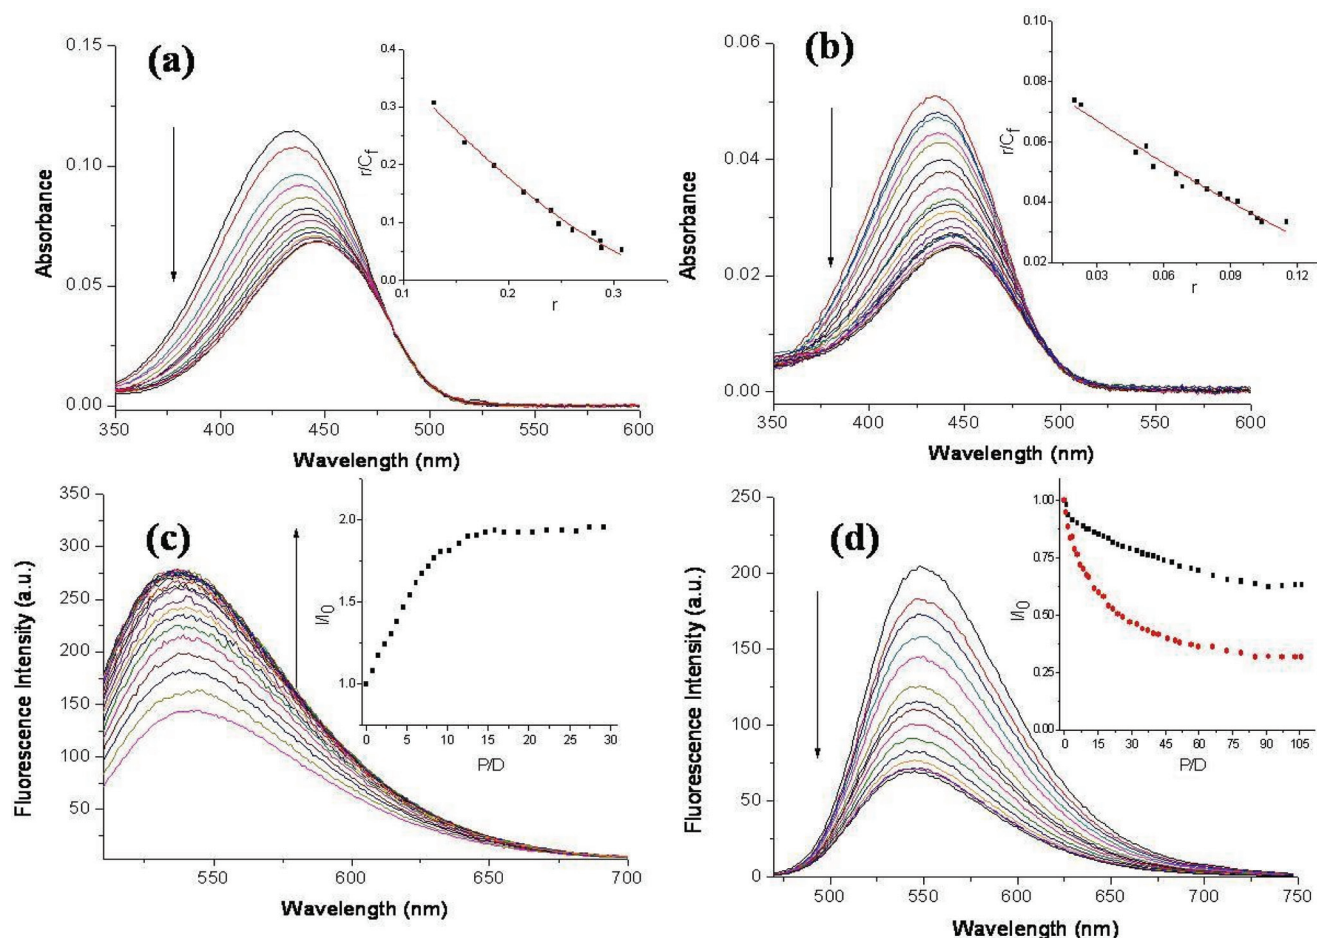 (a)
0.15
0.10
0.05
0.00
Absorbance
350 400 450 500 550 600
Wavelength (nm)
0.4
0.3
0.2
0.1
0.0
r/Cf
0.1 0.2 0.3
r
(b)
0.06
0.04
0.02
0.00
Absorbance
350 400 450 500 550 600
Wavelength (nm)
0.10
0.08
0.06
0.04
0.02
r/Cf
0.03 0.06 0.09 0.12
r
(c)
350
300
275
250
200
150
100
50
Fluorescence Intensity (a.u.)
550 600 650 700
Wavelength (nm)
2.0
1.5
1.0
I/I0
0 5 10 15 20 25 30
P/D
(d)
250
200
150
100
50
0
Fluorescence Intensity (a.u.)
500 550 600 650 700 750
Wavelength (nm)
1.00
0.75
0.50
0.25
0.00
I/I0
0 15 30 45 60 75 90 105
P/D